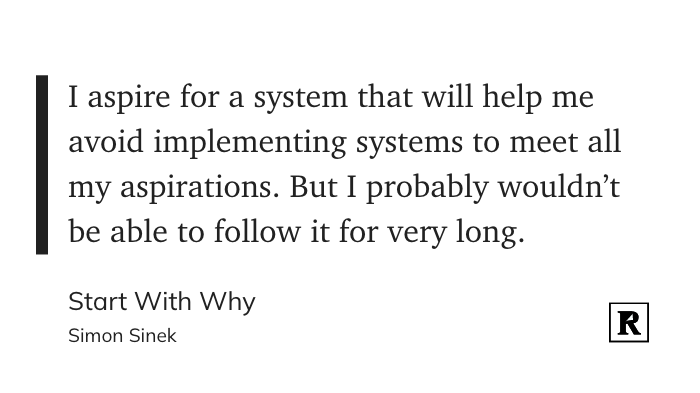 I aspire for a system that will help me
avoid implementing systems to meet all
my aspirations. But I probably wouldn’t
be able to follow it for very long.
Start With Why
Simon Sinek
R